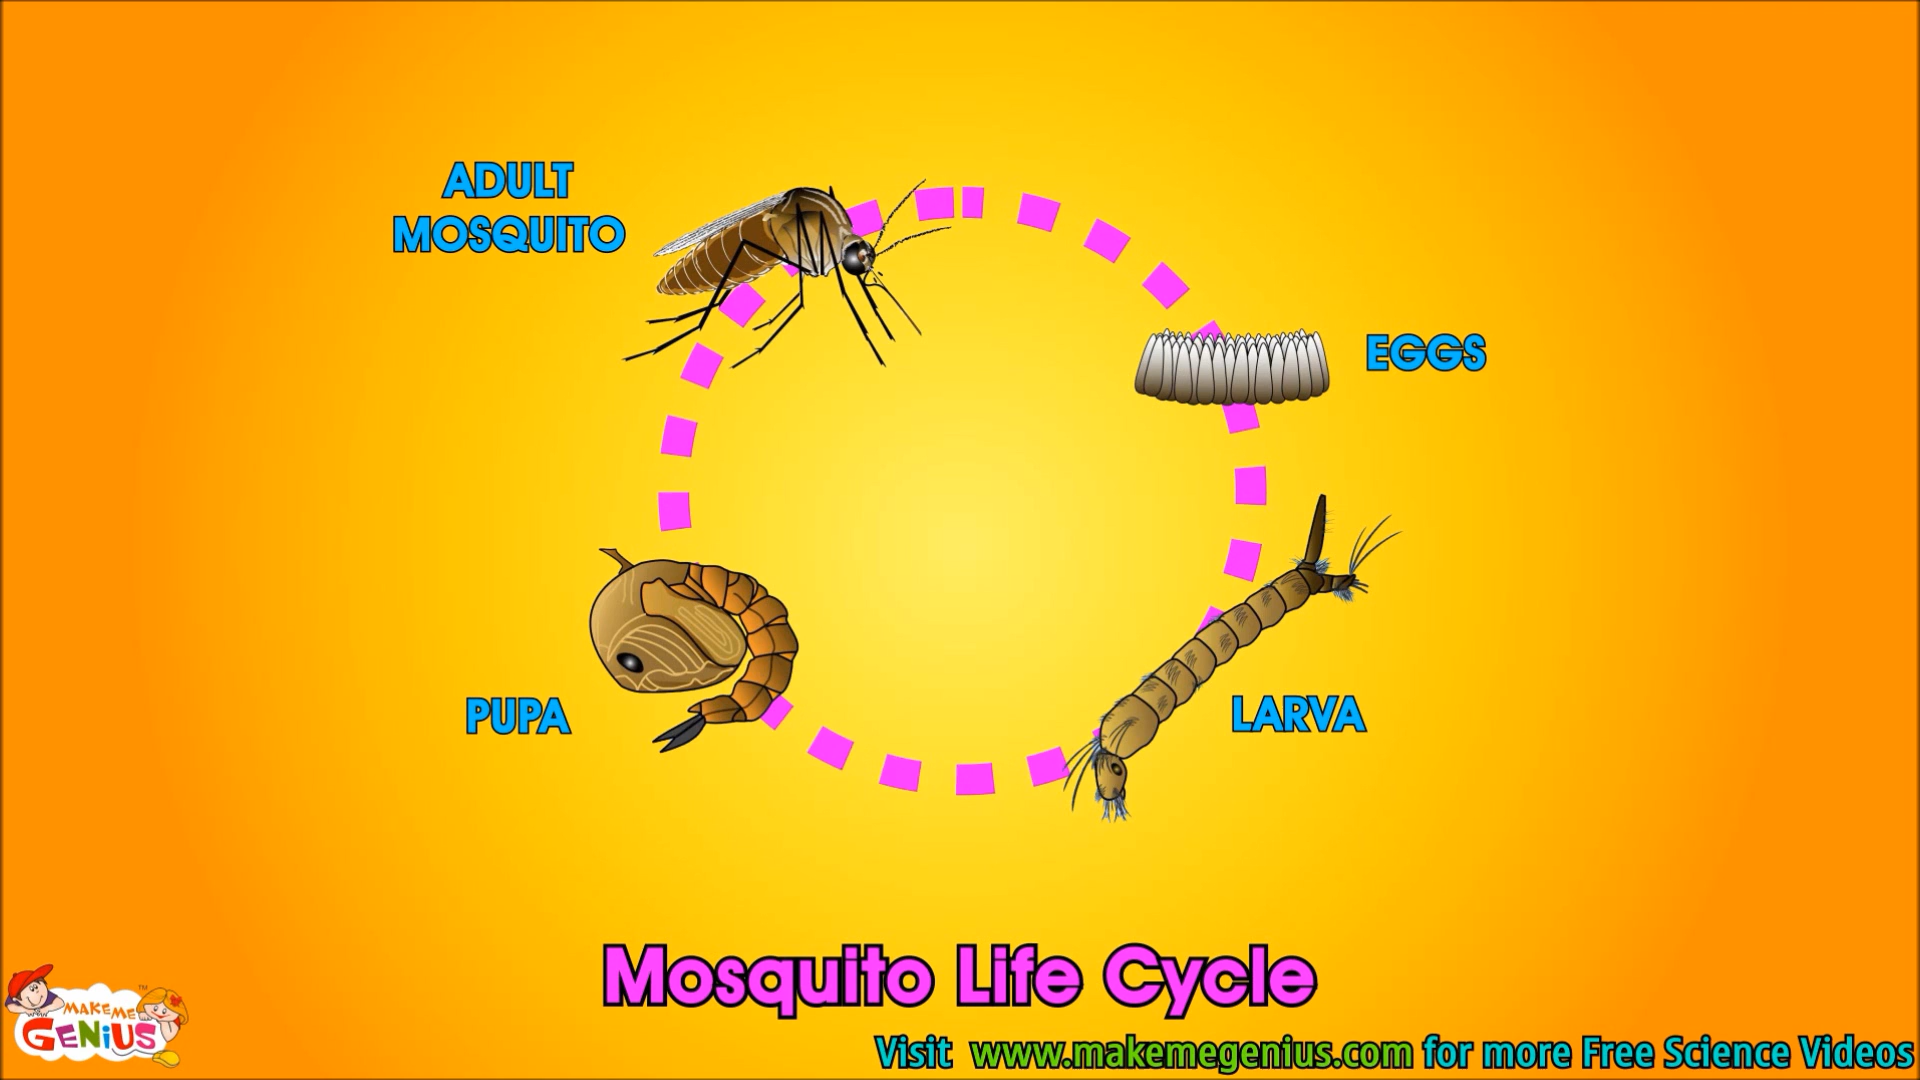 ADULT
MOSQUITO
EGGS
PUPA
LARVA
Mosquito Life Cycle
MAKE ME
GENiUS
TM
Visit www.makemegenius.com for more Free Science Videos